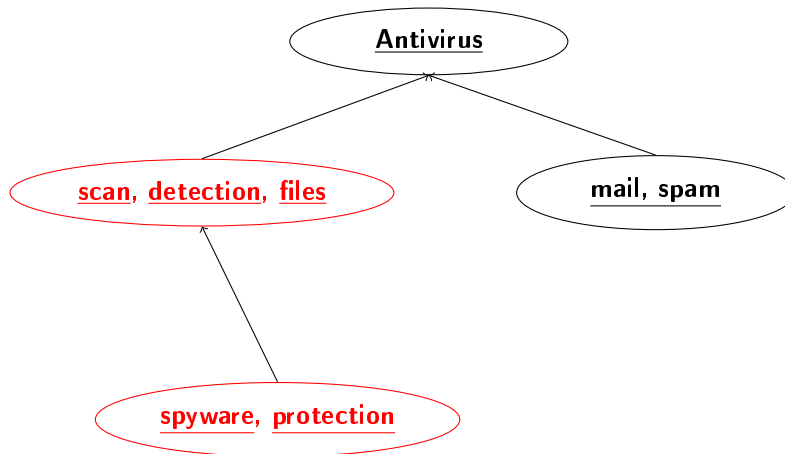 Antivirus
scan, detection, files
mail, spam
spyware, protection